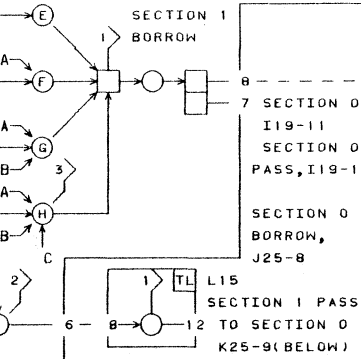 E
SECTION 1
1
BORROW
A
F
8
7 SECTION 0
A
I19-11
G
SECTION 0
B
3
PASS, I19-1
A
H
SECTION 0
B
BORROW,
C
J25-8
2
1
TL L15
SECTION 1 PASS
6
8
12 TO SECTION 0
K25-9(BELOW)